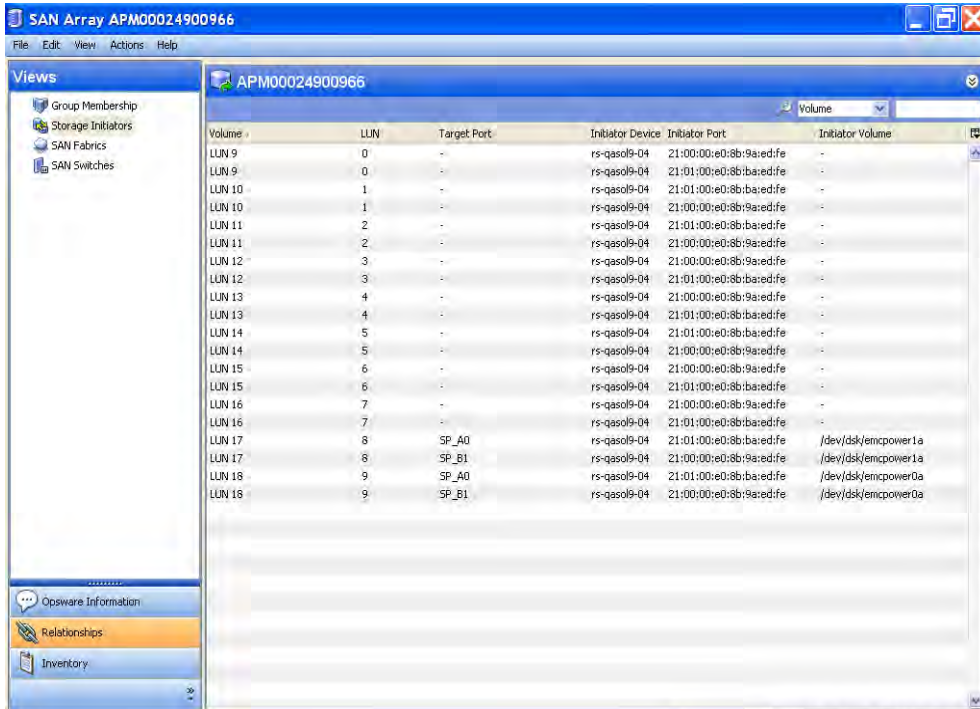 SAN Array APM00024900966
File Edit View Actions Help
Views
Group Membership
Storage Initiators
SAN Fabrics
SAN Switches
APM00024900966
Volume
Volume LUN Target Port Initiator Device Initiator Port Initiator Volume
LUN 9 0 - rs-qasol9-04 21:00:00:e0:8b:9a:ed:fe -
LUN 9 0 - rs-qasol9-04 21:01:00:e0:8b:ba:ed:fe -
LUN 10 1 - rs-qasol9-04 21:01:00:e0:8b:ba:ed:fe -
LUN 10 1 - rs-qasol9-04 21:00:00:e0:8b:9a:ed:fe -
LUN 11 2 - rs-qasol9-04 21:01:00:e0:8b:ba:ed:fe -
LUN 11 2 - rs-qasol9-04 21:00:00:e0:8b:9a:ed:fe -
LUN 12 3 - rs-qasol9-04 21:00:00:e0:8b:9a:ed:fe -
LUN 12 3 - rs-qasol9-04 21:01:00:e0:8b:ba:ed:fe -
LUN 13 4 - rs-qasol9-04 21:00:00:e0:8b:9a:ed:fe -
LUN 13 4 - rs-qasol9-04 21:01:00:e0:8b:ba:ed:fe -
LUN 14 5 - rs-qasol9-04 21:01:00:e0:8b:ba:ed:fe -
LUN 14 5 - rs-qasol9-04 21:00:00:e0:8b:9a:ed:fe -
LUN 15 6 - rs-qasol9-04 21:00:00:e0:8b:9a:ed:fe -
LUN 15 6 - rs-qasol9-04 21:01:00:e0:8b:ba:ed:fe -
LUN 16 7 - rs-qasol9-04 21:00:00:e0:8b:9a:ed:fe -
LUN 16 7 - rs-qasol9-04 21:01:00:e0:8b:ba:ed:fe -
LUN 17 8 SP_A0 rs-qasol9-04 21:01:00:e0:8b:ba:ed:fe /dev/dsk/emcpower1a
LUN 17 8 SP_B1 rs-qasol9-04 21:00:00:e0:8b:9a:ed:fe /dev/dsk/emcpower1a
LUN 18 9 SP_A0 rs-qasol9-04 21:01:00:e0:8b:ba:ed:fe /dev/dsk/emcpower0a
LUN 18 9 SP_B1 rs-qasol9-04 21:00:00:e0:8b:9a:ed:fe /dev/dsk/emcpower0a
Opsware Information
Relationships
Inventory